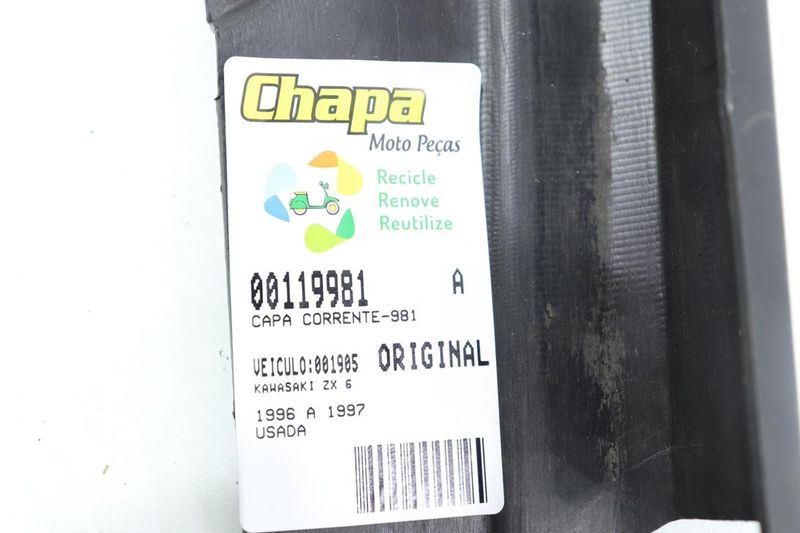 Chapa
Moto Peças
Recicle
Renove
Reutilize
00119981 A
CAPA CORRENTE-981
VEICULO:001905 ORIGINAL
KAWASAKI ZX 6
1996 A 1997
USADA